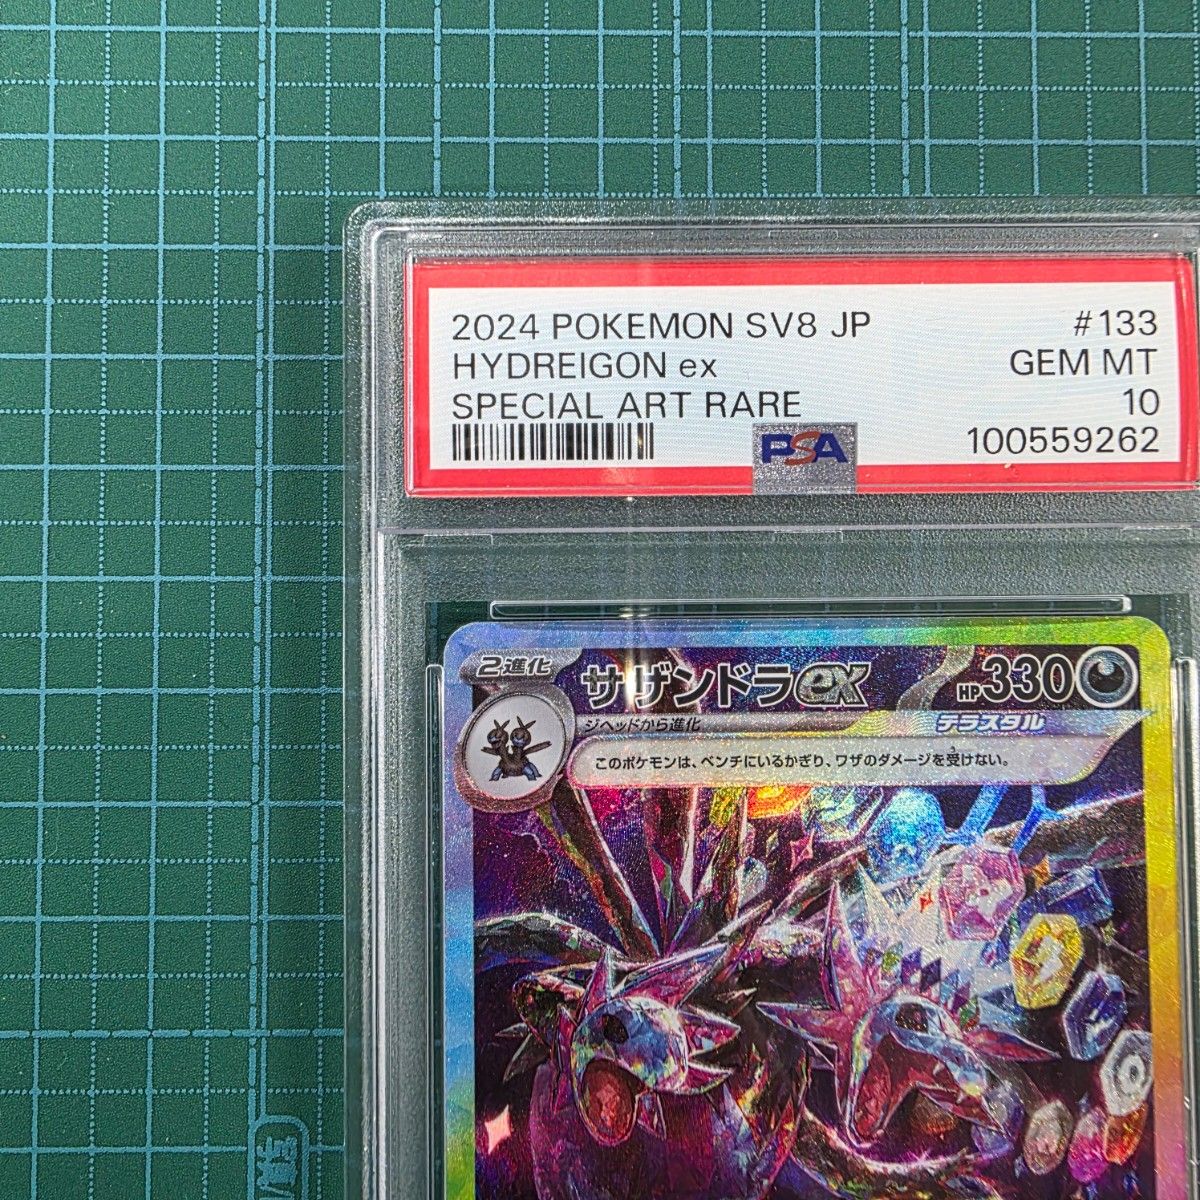 2024 POKEMON SV8 JP #133
HYDREIGON ex GEM MT
SPECIAL ART RARE 10
PSA 100559262
2進化 サザンドラex HP330
ジヘッドから進化 テラスタル
このポケモンは、ベンチにいるかぎり、ワザのダメージを受けない。